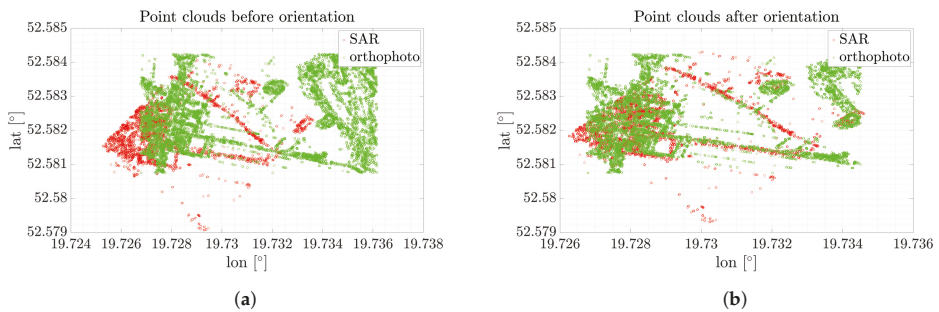 Point clouds before orientation
SAR
orthophoto
lat [°]
52.585
52.584
52.583
52.582
52.581
52.58
52.579
19.724
19.726
19.728
19.73
19.732
19.734
19.736
19.738
lon [°]
(a)
Point clouds after orientation
SAR
orthophoto
lat [°]
52.585
52.584
52.583
52.582
52.581
52.58
52.579
19.726
19.728
19.73
19.732
19.734
19.736
lon [°]
(b)